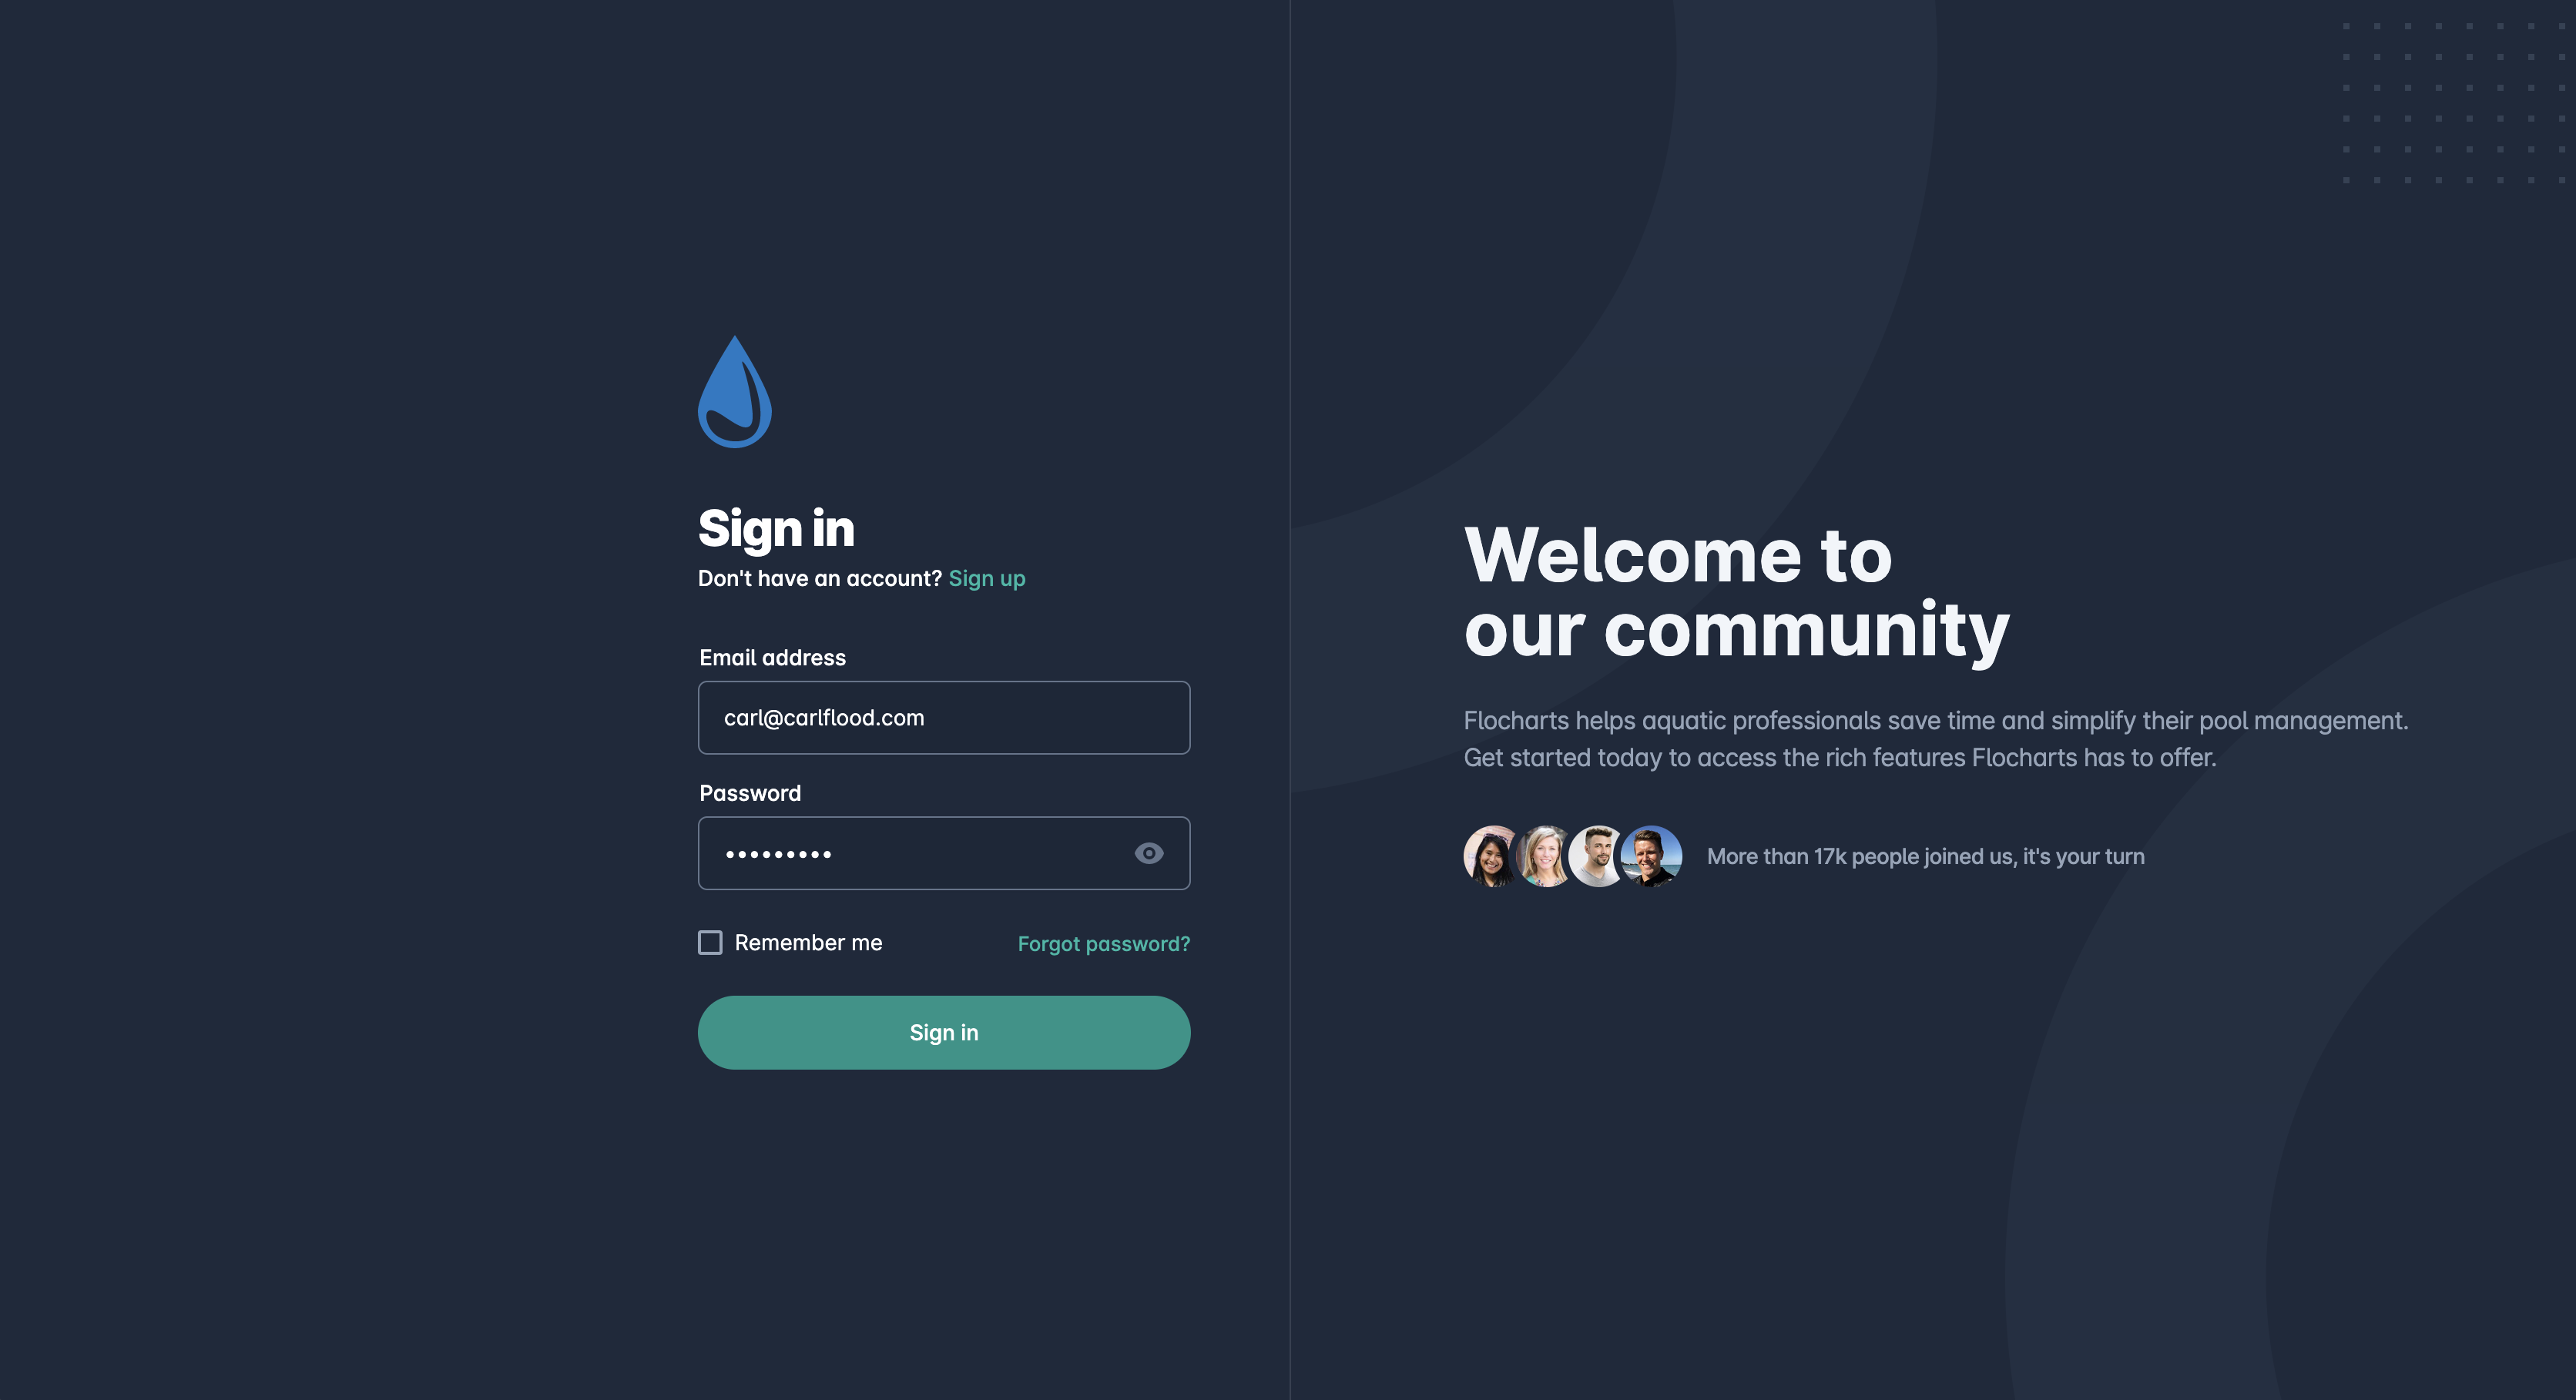 Sign in
Don't have an account? Sign up
Email address
carl@carlflood.com
Password
•••••••••
Remember me
Forgot password?
Sign in
Welcome to
our community
Flocharts helps aquatic professionals save time and simplify their pool management.
Get started today to access the rich features Flocharts has to offer.
More than 17k people joined us, it's your turn